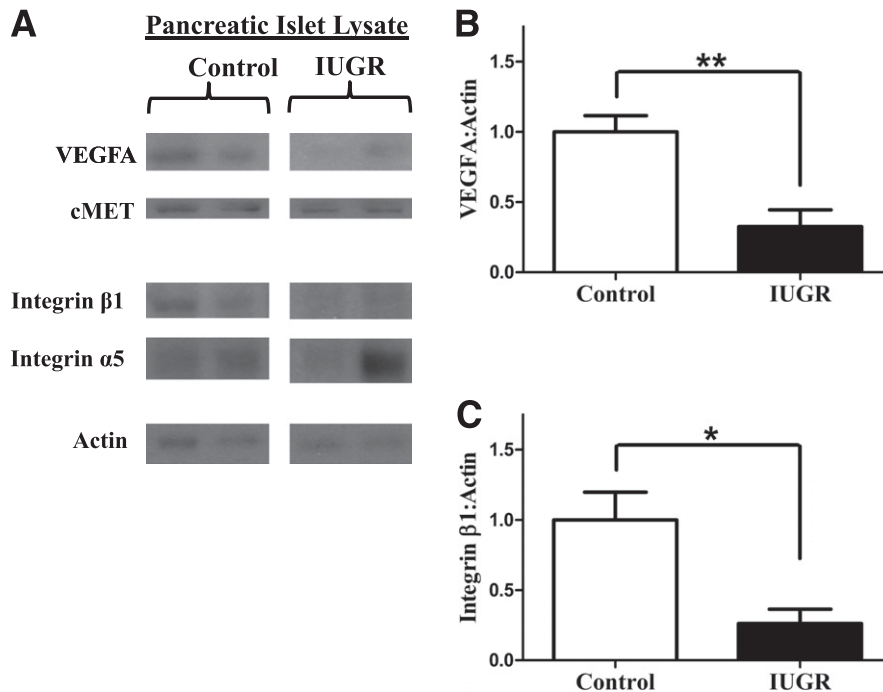 A
Pancreatic Islet Lysate
Control IUGR
VEGFA
cMET
Integrin β1
Integrin α5
Actin
B
VEGFA:Actin
1.5
1.0
0.5
0.0
**
Control IUGR
C
Integrin β1:Actin
1.5
1.0
0.5
0.0
*
Control IUGR